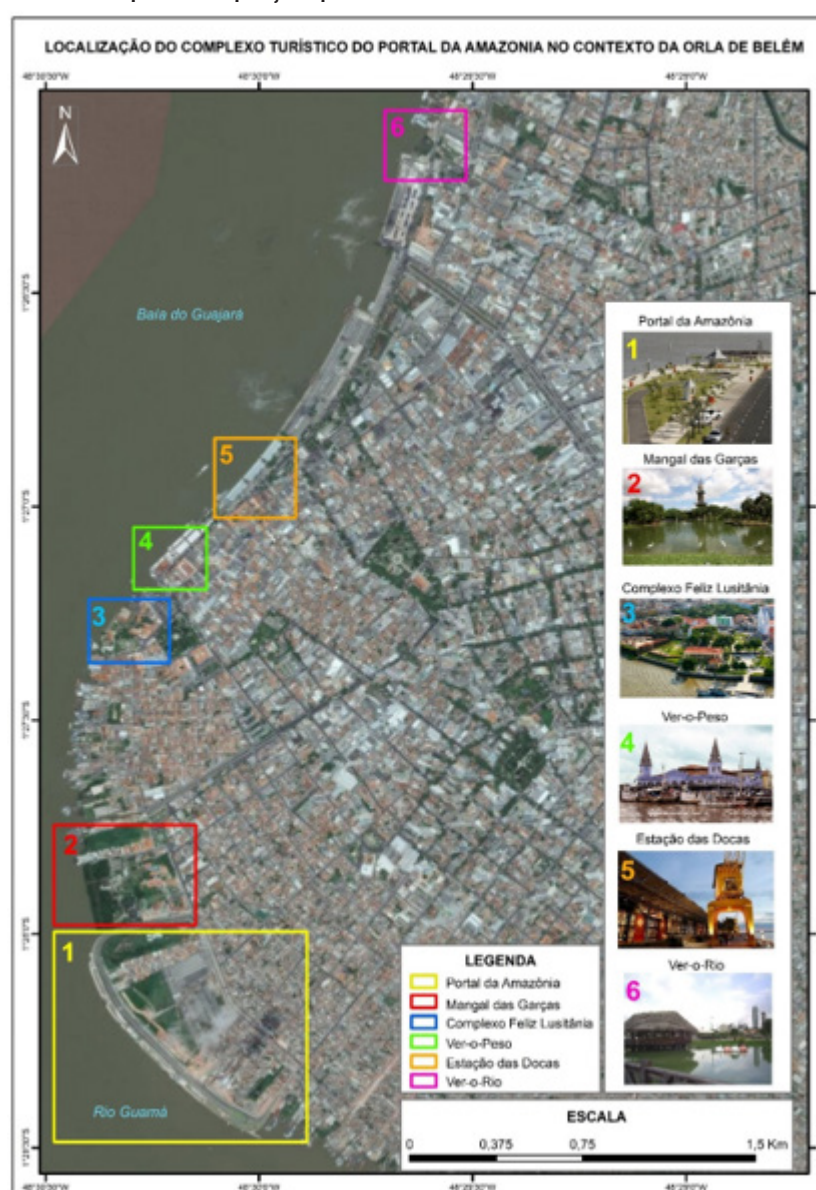 LOCALIZAÇÃO DO COMPLEXO TURÍSTICO DO PORTAL DA AMAZONIA NO CONTEXTO DA ORLA DE BELÊM
N
6
Baía do Guajará
5
4
3
2
1
Rio Guamá
Portal da Amazônia
1
Mangal das Garças
2
Complexo Feliz Lusitânia
3
Ver-o-Peso
4
Estação das Docas
5
Ver-o-Rio
6
LEGENDA
Portal da Amazônia
Mangal das Garças
Complexo Feliz Lusitânia
Ver-o-Peso
Estação das Docas
Ver-o-Rio
ESCALA
0 0,375 0,75 1,5 Km